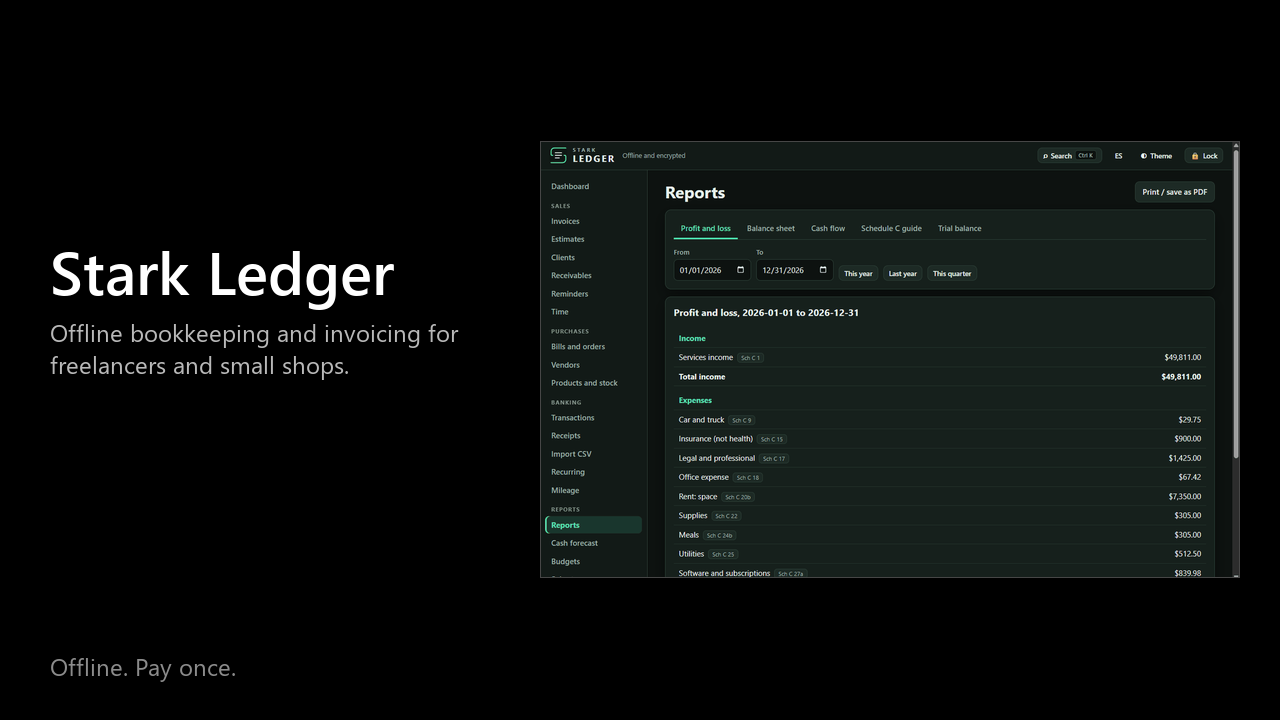 Stark Ledger
Offline bookkeeping and invoicing for
freelancers and small shops.
Offline. Pay once.
STARK
LEDGER
Offline and encrypted
Search Ctrl K
ES
Theme
Lock
Dashboard
SALES
Invoices
Estimates
Clients
Receivables
Reminders
Time
PURCHASES
Bills and orders
Vendors
Products and stock
BANKING
Transactions
Receipts
Import CSV
Recurring
Mileage
REPORTS
Reports
Cash forecast
Budgets
Reports
Print / save as PDF
Profit and loss Balance sheet Cash flow Schedule C guide Trial balance
From To
01/01/2026 12/31/2026 This year Last year This quarter
Profit and loss, 2026-01-01 to 2026-12-31
Income
Services income Sch C 1 $49,811.00
Total income $49,811.00
Expenses
Car and truck Sch C 9 $29.75
Insurance (not health) Sch C 15 $900.00
Legal and professional Sch C 17 $1,425.00
Office expense Sch C 18 $67.42
Rent: space Sch C 20b $7,350.00
Supplies Sch C 22 $305.00
Meals Sch C 24b $305.00
Utilities Sch C 25 $512.50
Software and subscriptions Sch C 27a $839.98